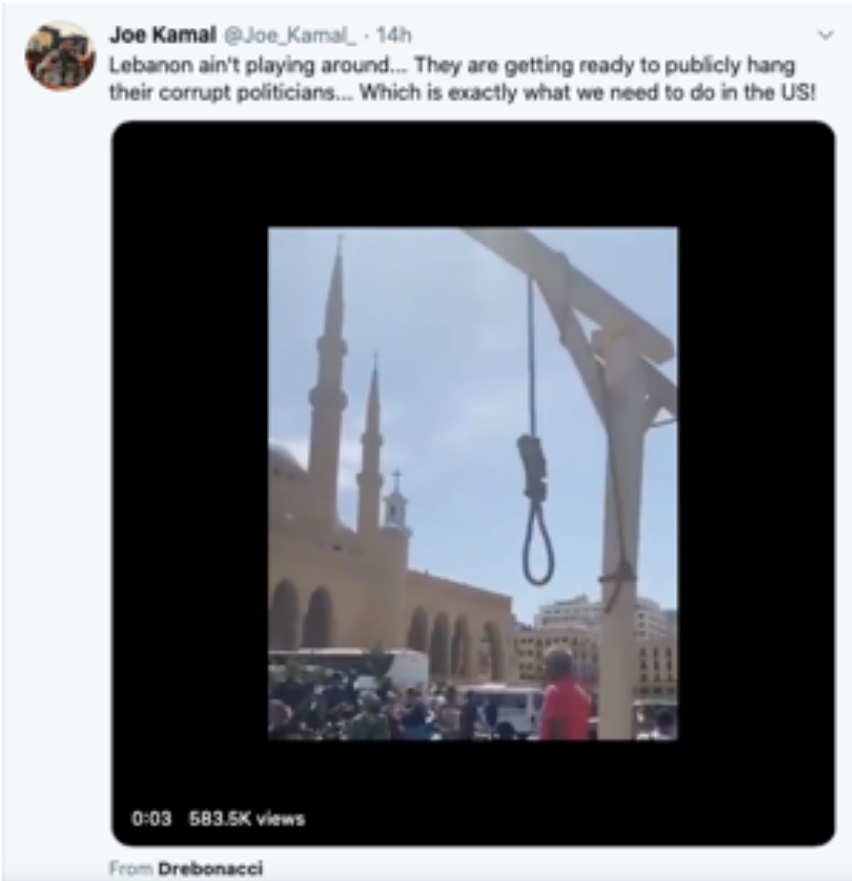 Joe Kamal @Joe_Kamal_ · 14h
Lebanon ain't playing around... They are getting ready to publicly hang
their corrupt politicians... Which is exactly what we need to do in the US!
0:03 583.5K views
From Drebonacci